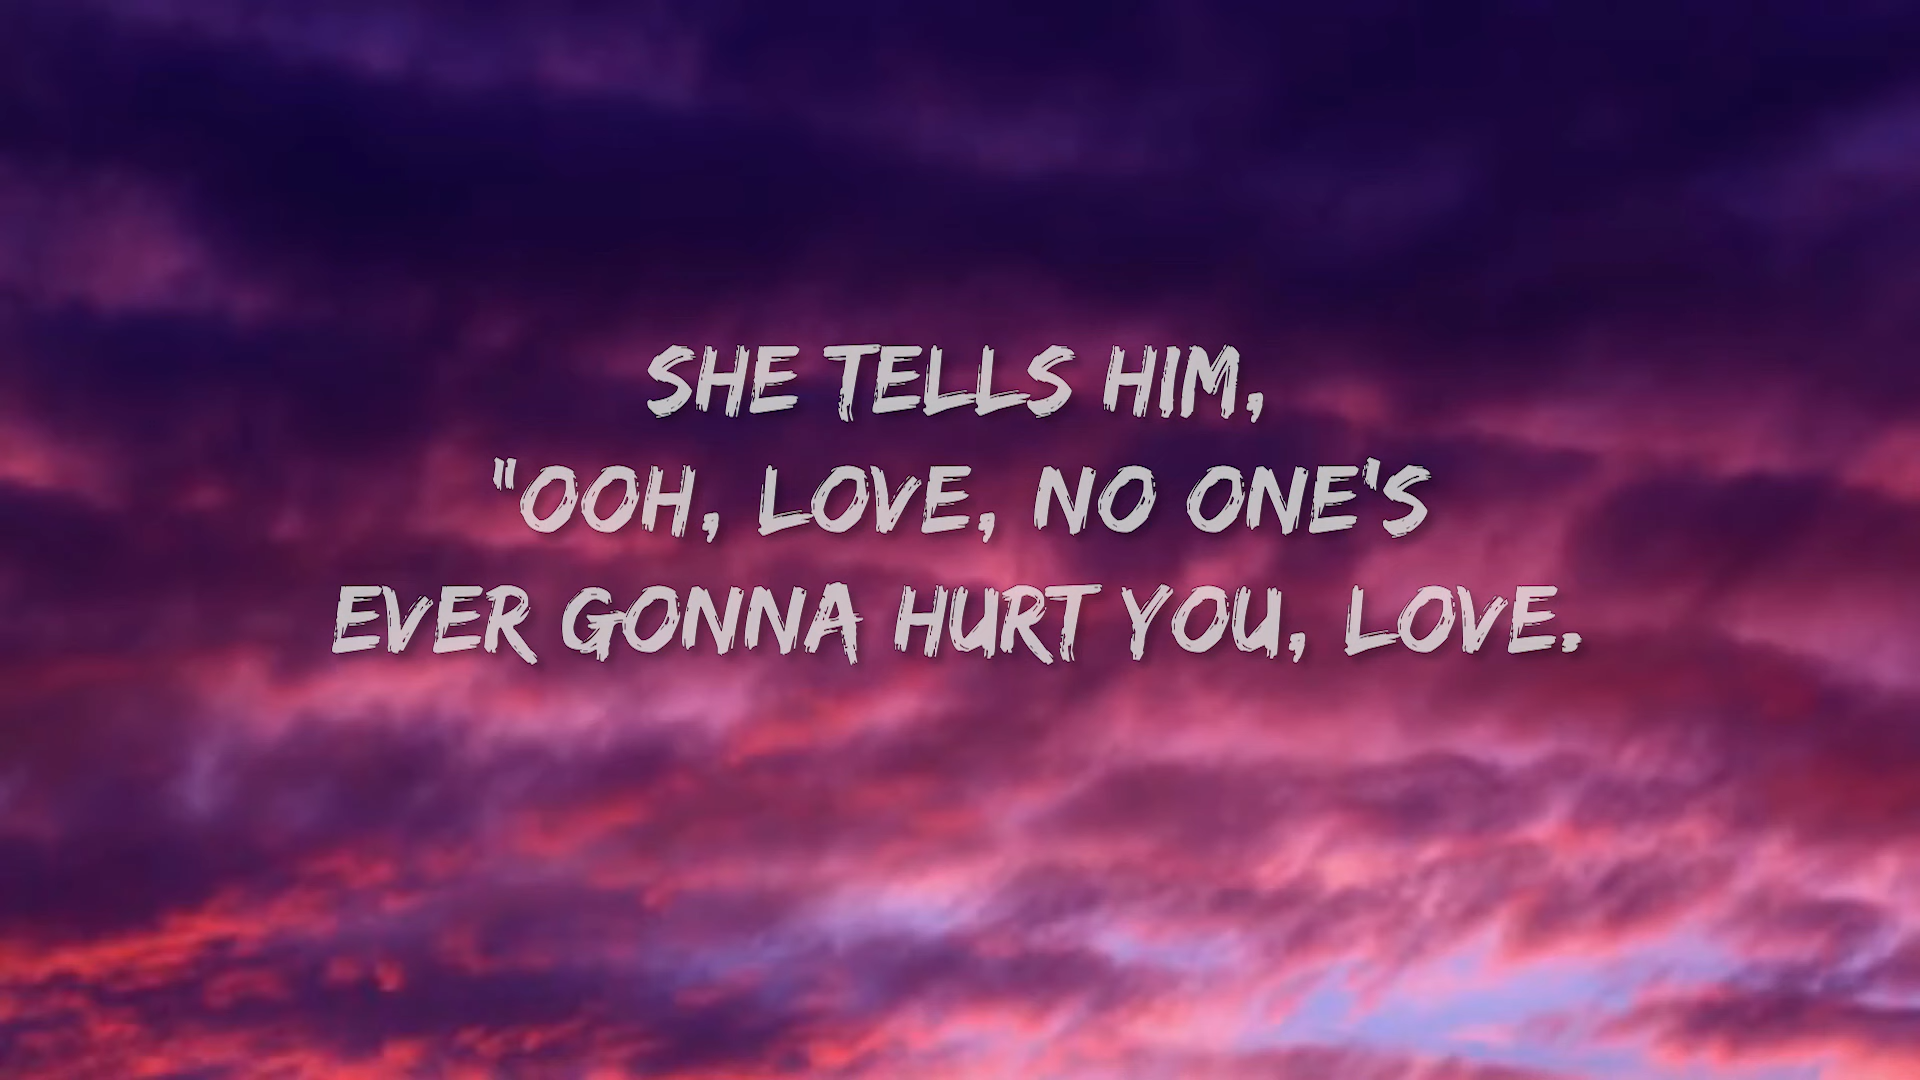 SHE TELLS HIM,
"OOH, LOVE, NO ONE'S
EVER GONNA HURT YOU, LOVE.